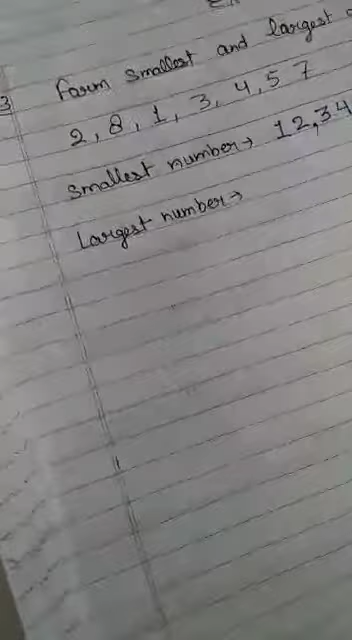 3 Form smallest and largest
2, 8, 1, 3, 4, 5 7
Smallest number → 12,34
Largest number →